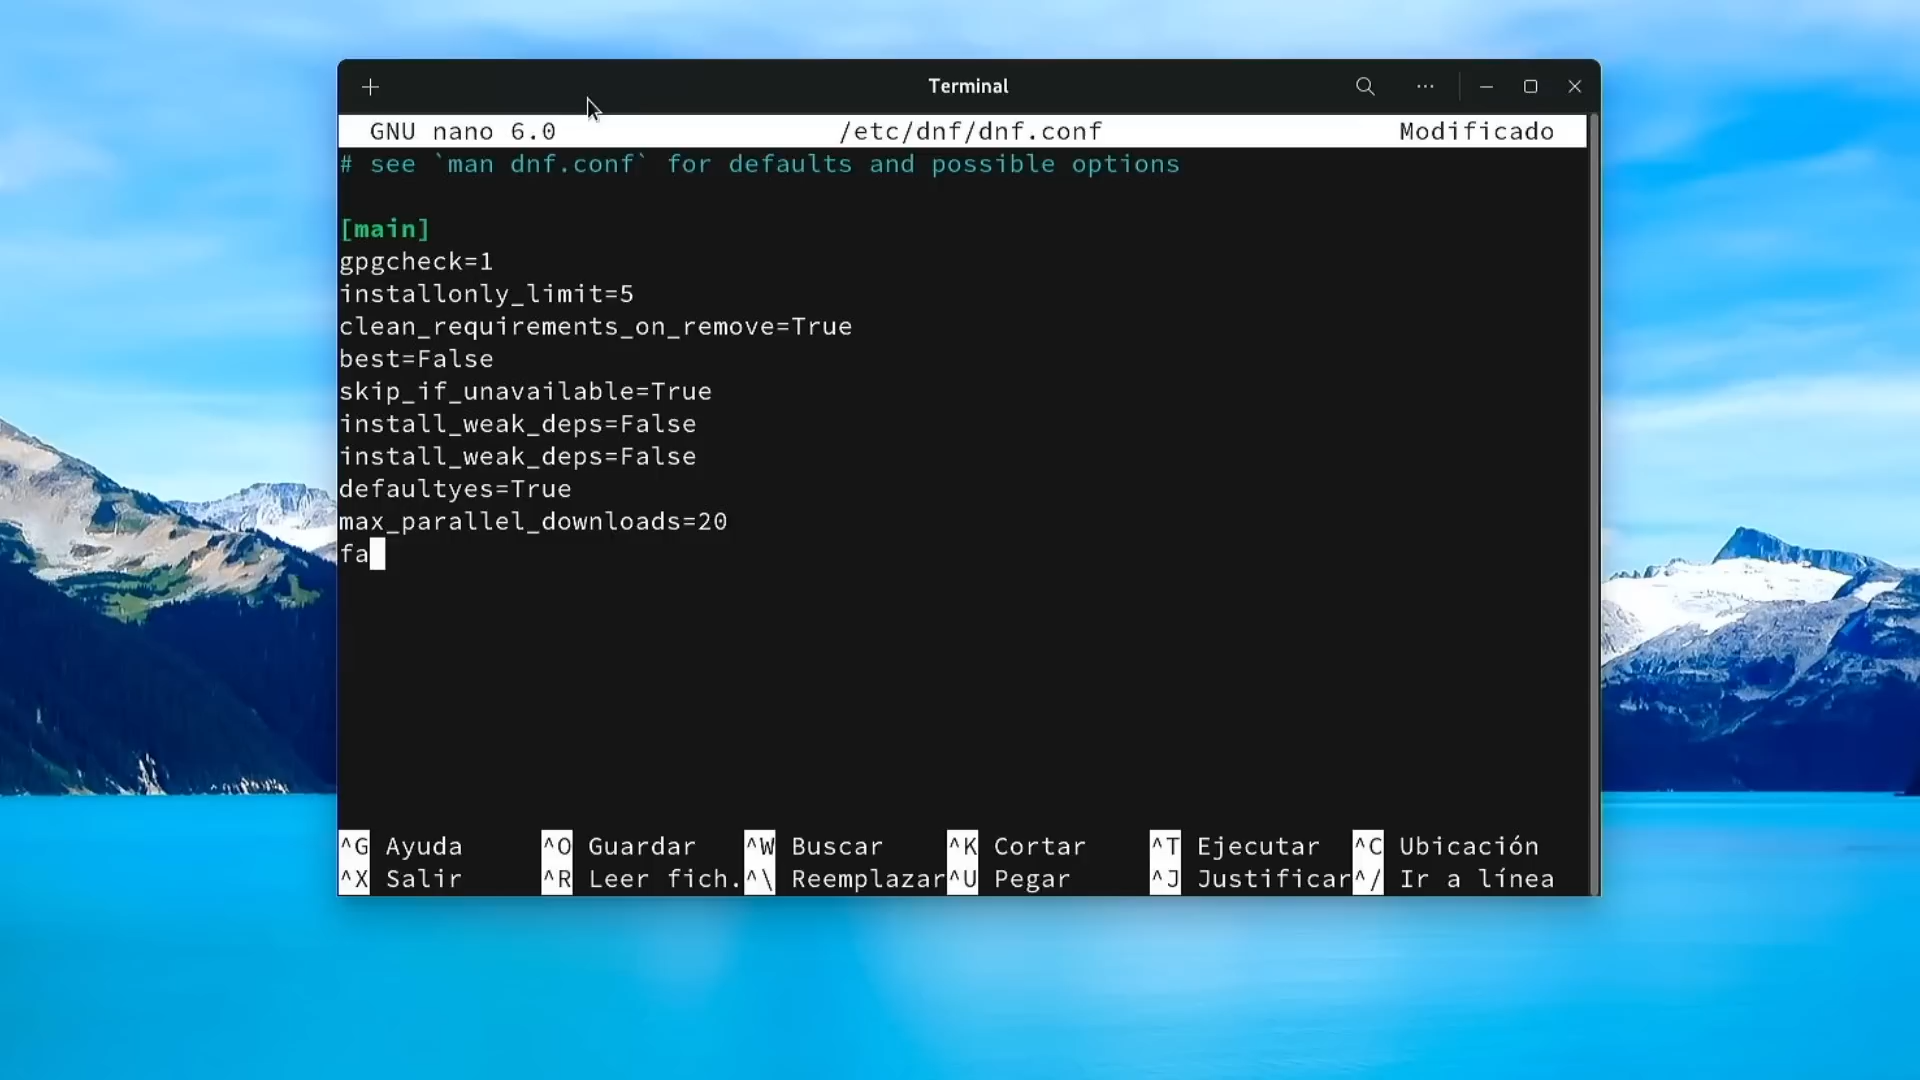 Terminal
GNU nano 6.0 /etc/dnf/dnf.conf Modificado
# see `man dnf.conf` for defaults and possible options
[main]
gpgcheck=1
installonly_limit=5
clean_requirements_on_remove=True
best=False
skip_if_unavailable=True
install_weak_deps=False
install_weak_deps=False
defaultyes=True
max_parallel_downloads=20
fa
^G Ayuda ^O Guardar ^W Buscar ^K Cortar ^T Ejecutar ^C Ubicación
^X Salir ^R Leer fich. ^\ Reemplazar ^U Pegar ^J Justificar ^/ Ir a línea